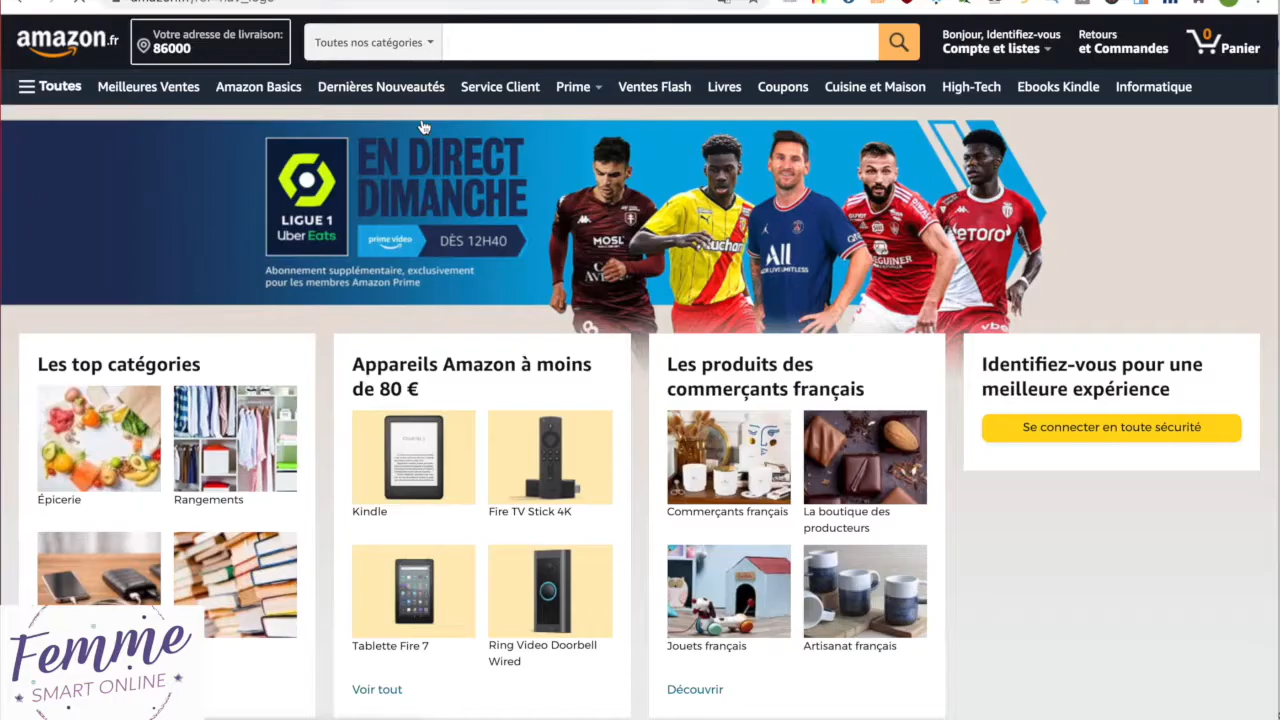 amazon.fr
Votre adresse de livraison:
86000
Toutes nos catégories
Bonjour, Identifiez-vous
Compte et listes
Retours
et Commandes
0
Panier
Toutes
Meilleures Ventes
Amazon Basics
Dernières Nouveautés
Service Client
Prime
Ventes Flash
Livres
Coupons
Cuisine et Maison
High-Tech
Ebooks Kindle
Informatique
LIGUE 1
Uber Eats
EN DIRECT
DIMANCHE
prime video
DÈS 12H40
Abonnement supplémentaire, exclusivement
pour les membres Amazon Prime
MOSL
Auchan
ALL
etoro
Les top catégories
Épicerie
Rangements
Appareils Amazon à moins
de 80 €
Kindle
Fire TV Stick 4K
Tablette Fire 7
Ring Video Doorbell
Wired
Voir tout
Les produits des
commerçants français
Commerçants français
La boutique des
producteurs
Jouets français
Artisanat français
Découvrir
Identifiez-vous pour une
meilleure expérience
Se connecter en toute sécurité
Femme
SMART ONLINE